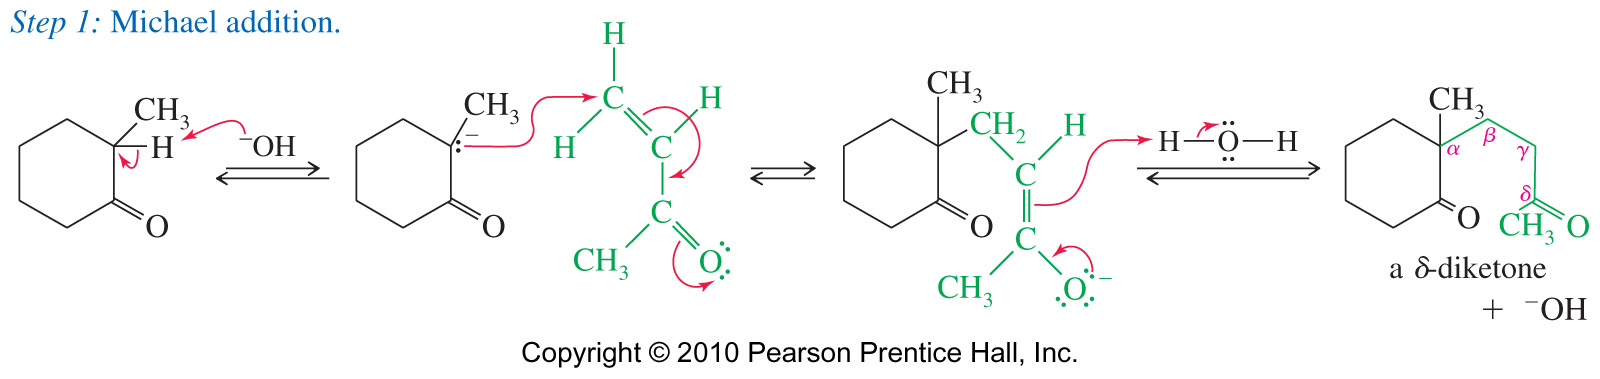 Step 1: Michael addition.
CH₃
H
⁻OH
O
CH₃
−
:
O
H
C
H
H
C
C
CH₃
O
CH₃
CH₂
H
C
C
O
CH₃
O
−
H—O—H
CH₃
α
β
γ
δ
O
CH₃
O
a δ-diketone
+ ⁻OH
Copyright © 2010 Pearson Prentice Hall, Inc.